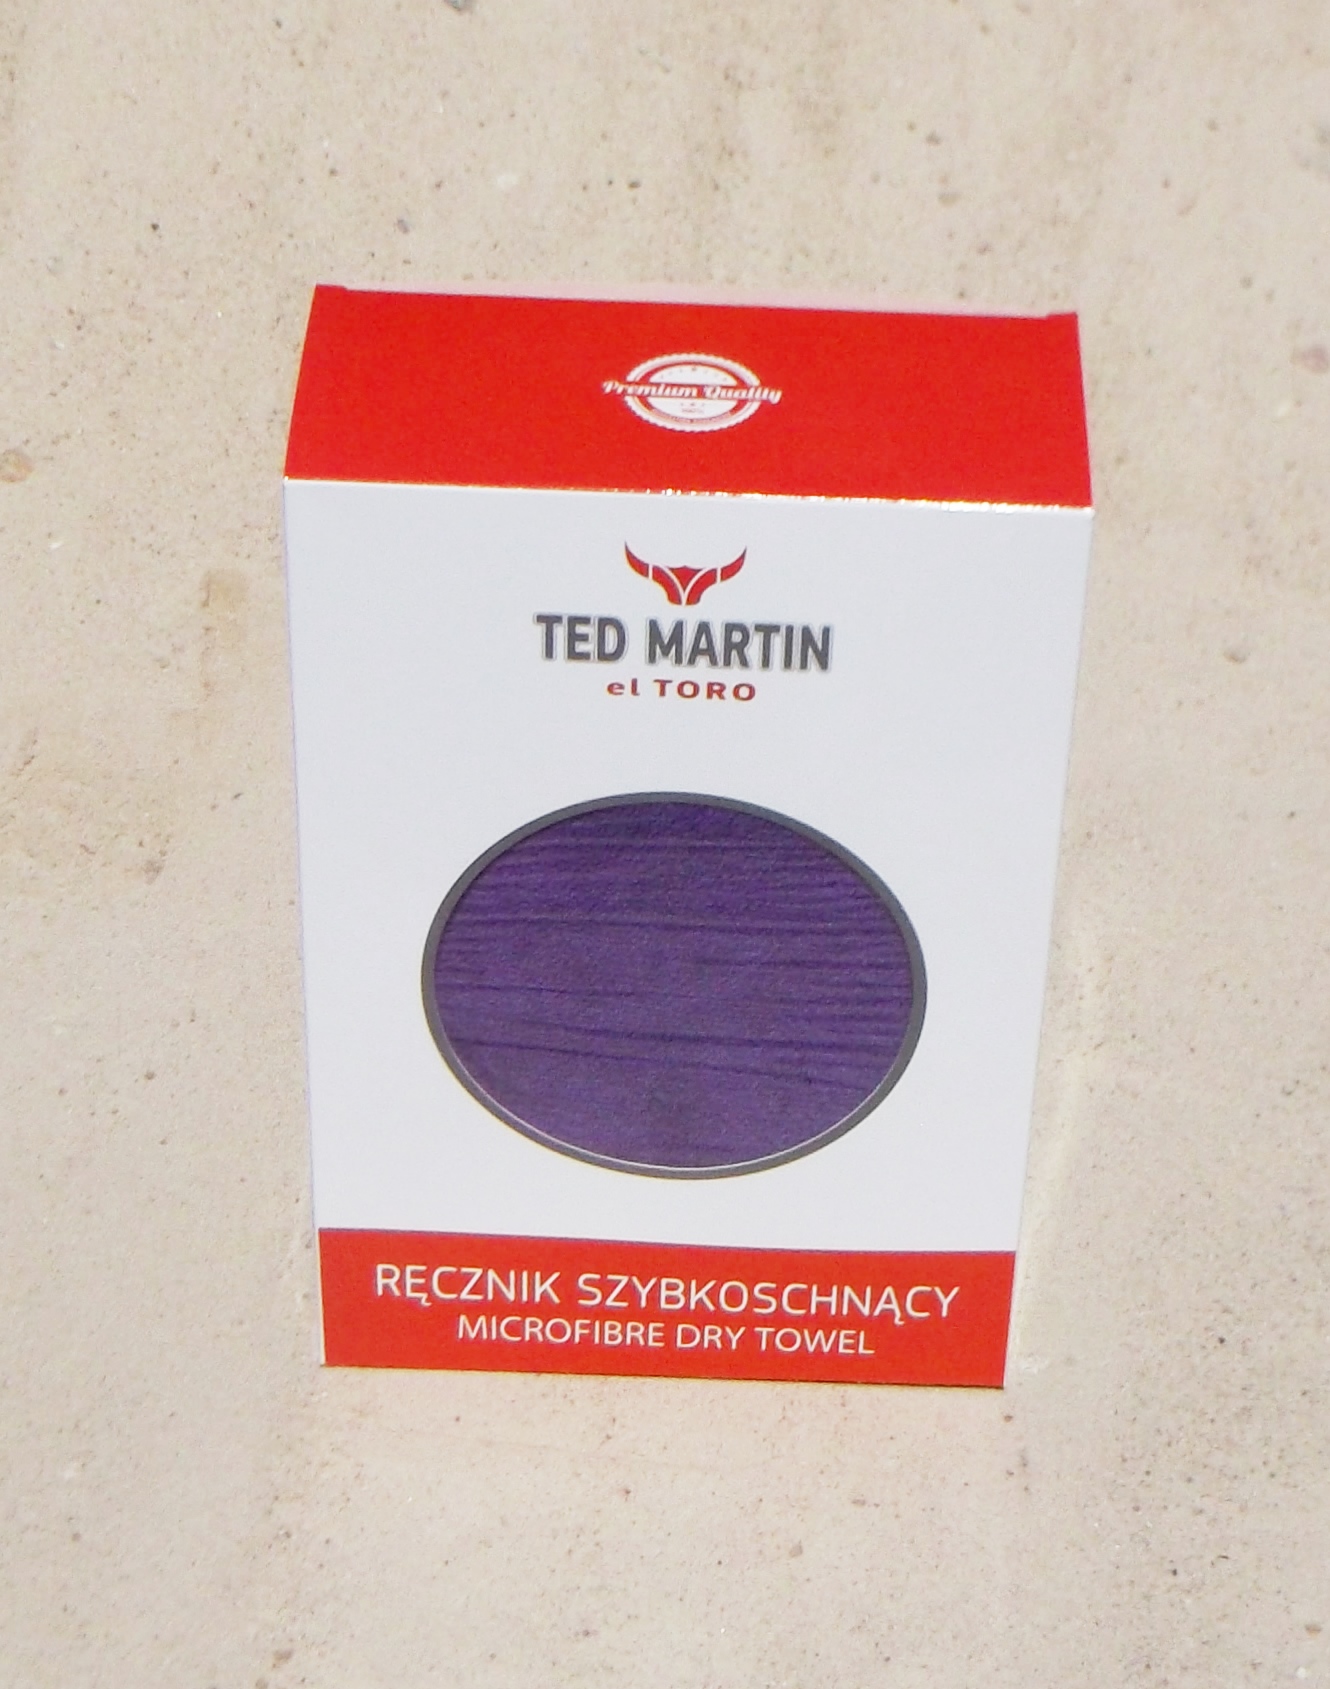 Premium Quality
TED MARTIN
el TORO
RĘCZNIK SZYBKOSCHNĄCY
MICROFIBRE DRY TOWEL